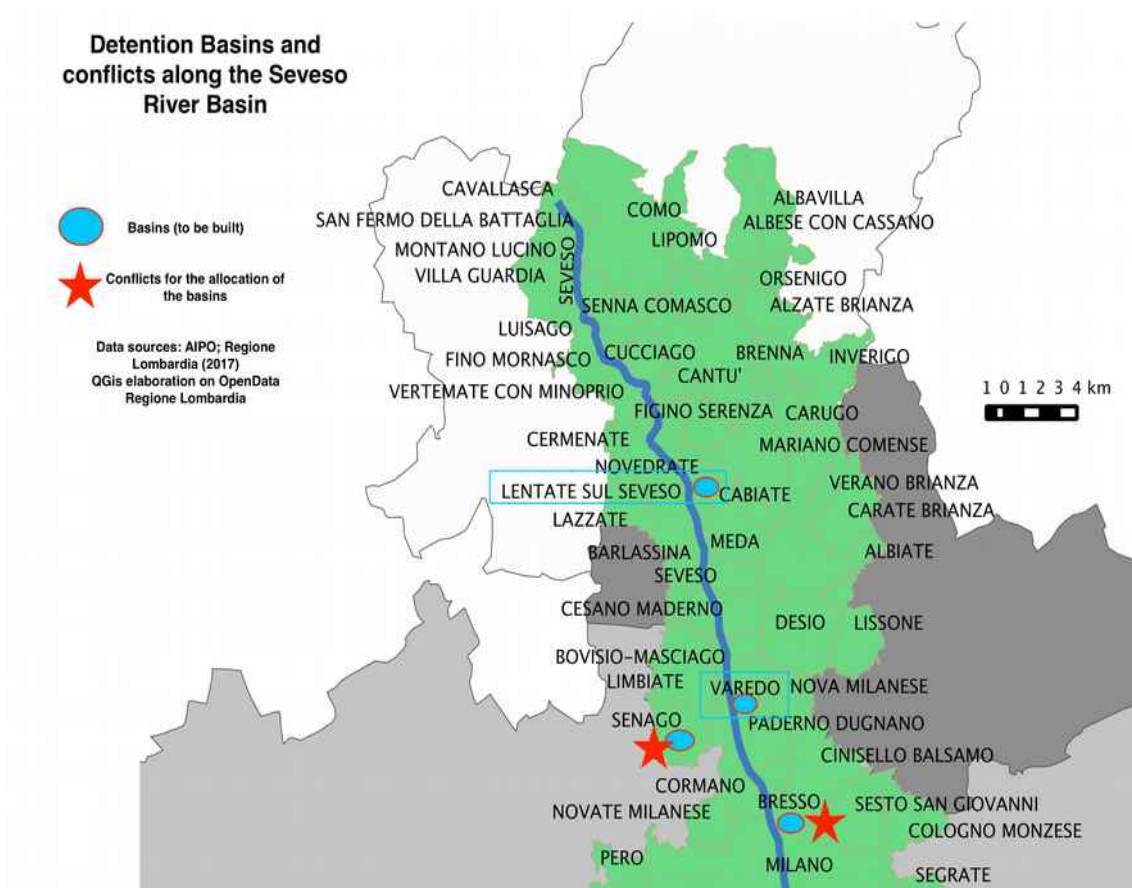 Detention Basins and
conflicts along the Seveso
River Basin
Basins (to be built)
Conflicts for the allocation of
the basins
Data sources: AIPO; Regione
Lombardia (2017)
QGis elaboration on OpenData
Regione Lombardia
CAVALLASCA
SAN FERMO DELLA BATTAGLIA
MONTANO LUCINO
VILLA GUARDIA
SEVESO
COMO
LIPOMO
ALBAVILLA
ALBESE CON CASSANO
ORSENIGO
ALZATE BRIANZA
SENNA COMASCO
LUISAGO
FINO MORNASCO
CUCCIAGO
BRENNA
INVERIGO
CANTU'
VERTEMATE CON MINOPRIO
FIGINO SERENZA
CARUGO
1 0 1 2 3 4 km
CERMENATE
MARIANO COMENSE
NOVEDRATE
LENTATE SUL SEVESO
CABIATE
VERANO BRIANZA
CARATE BRIANZA
LAZZATE
BARLASSINA
MEDA
ALBIATE
SEVESO
CESANO MADERNO
DESIO
LISSONE
BOVISIO-MASCIAGO
LIMBIATE
VAREDO
NOVA MILANESE
SENAGO
PADERNO DUGNANO
CINISELLO BALSAMO
CORMANO
NOVATE MILANESE
BRESSO
SESTO SAN GIOVANNI
COLOGNO MONZESE
PERO
MILANO
SEGRATE